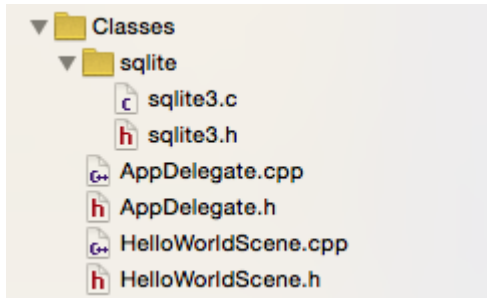 Classes
sqlite
c sqlite3.c
h sqlite3.h
C++ AppDelegate.cpp
h AppDelegate.h
C++ HelloWorldScene.cpp
h HelloWorldScene.h